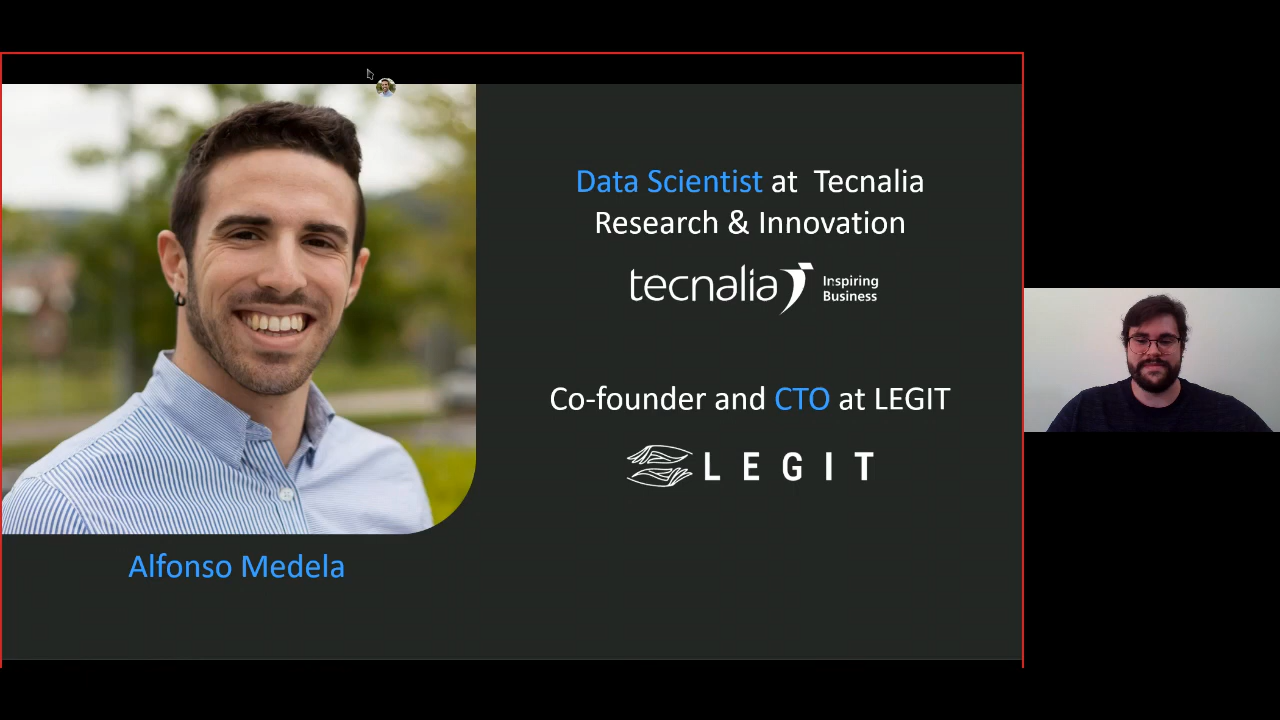 Data Scientist at Tecnalia
Research & Innovation
tecnalia Inspiring
Business
Co-founder and CTO at LEGIT
LEGIT
Alfonso Medela